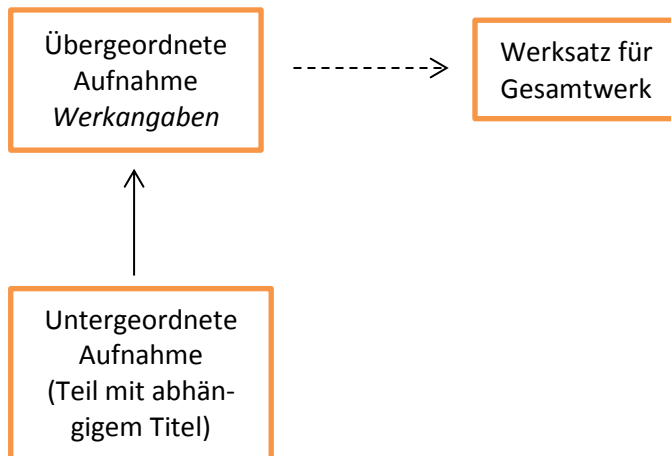 Übergeordnete
Aufnahme
Werkangaben
Werksatz für
Gesamtwerk
Untergeordnete
Aufnahme
(Teil mit abhän-
gigem Titel)